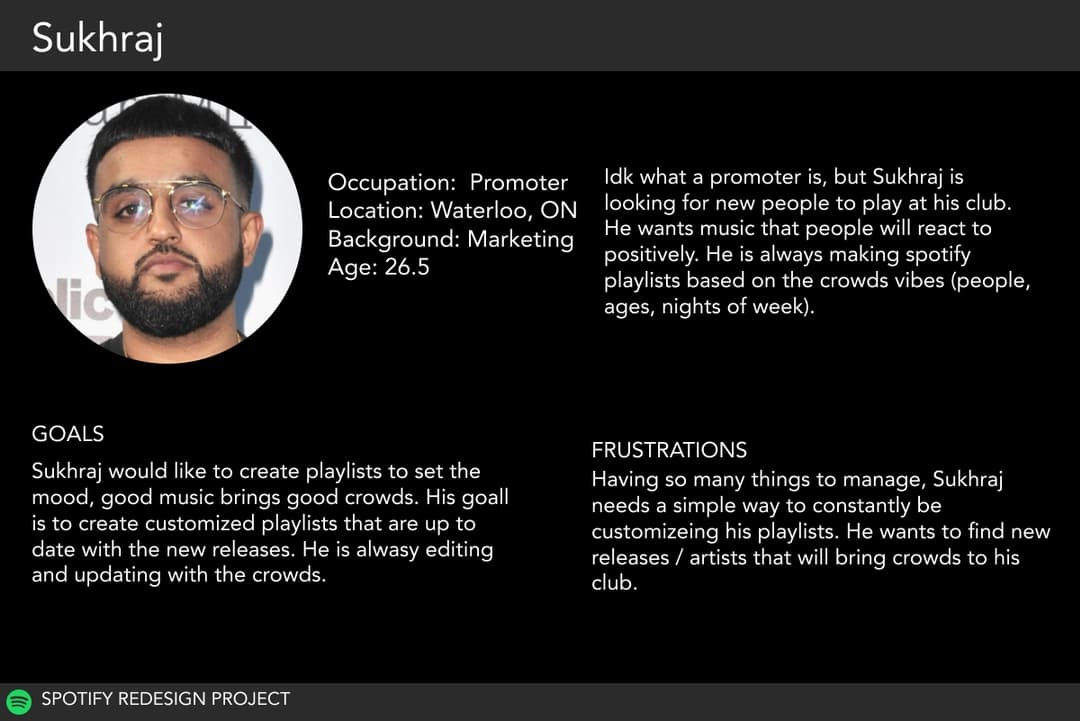 Sukhraj
Occupation:  Promoter
Location: Waterloo, ON
Background: Marketing
Age: 26.5
Idk what a promoter is, but Sukhraj is
looking for new people to play at his club.
He wants music that people will react to
positively. He is always making spotify
playlists based on the crowds vibes (people,
ages, nights of week).
GOALS
Sukhraj would like to create playlists to set the
mood, good music brings good crowds. His goall
is to create customized playlists that are up to
date with the new releases. He is alwasy editing
and updating with the crowds.
FRUSTRATIONS
Having so many things to manage, Sukhraj
needs a simple way to constantly be
customizeing his playlists. He wants to find new
releases / artists that will bring crowds to his
club.
SPOTIFY REDESIGN PROJECT